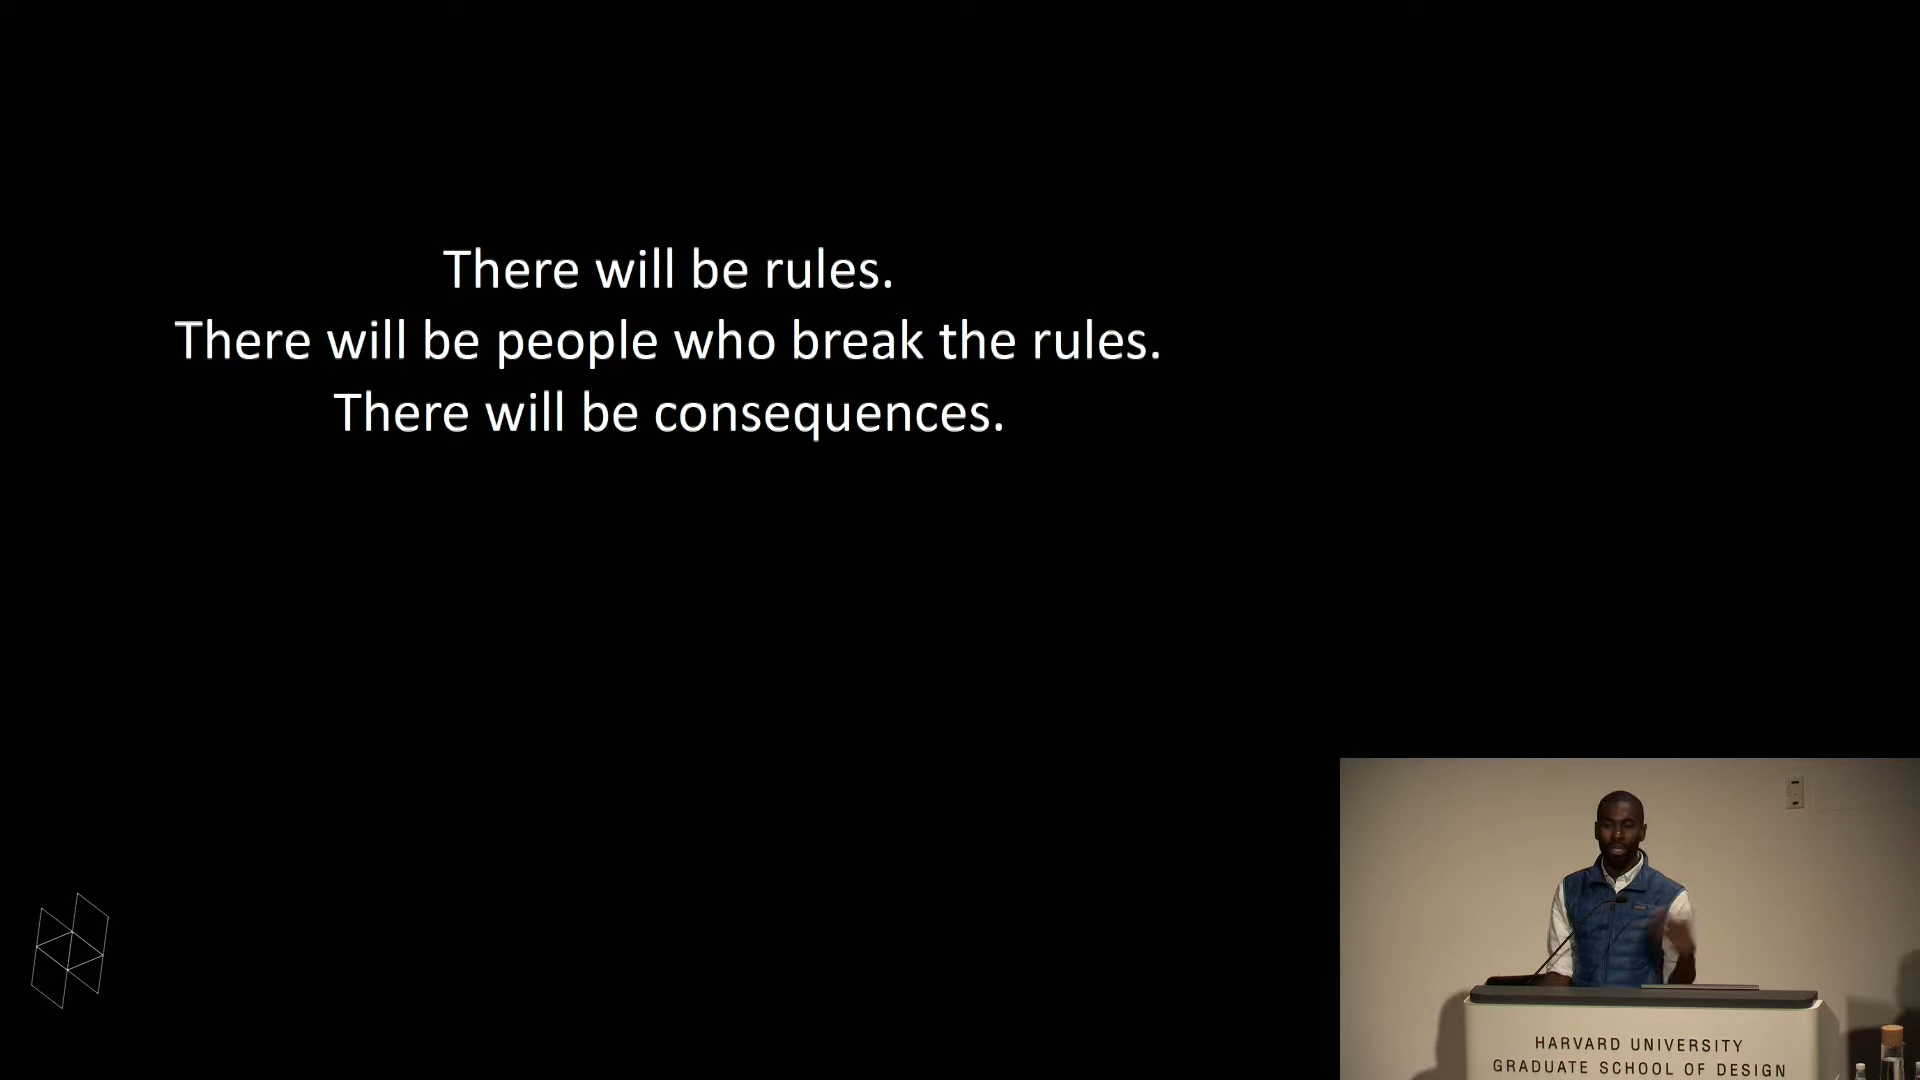 There will be rules.
There will be people who break the rules.
There will be consequences.
HARVARD UNIVERSITY
GRADUATE SCHOOL OF DESIGN